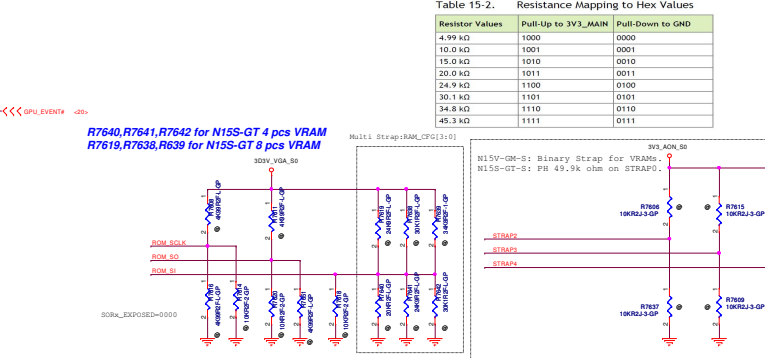 Table 15-2. Resistance Mapping to Hex Values
Resistor Values Pull-Up to 3V3_MAIN Pull-Down to GND
4.99 kΩ 1000 0000
10.0 kΩ 1001 0001
15.0 kΩ 1010 0010
20.0 kΩ 1011 0011
24.9 kΩ 1100 0100
30.1 kΩ 1101 0101
34.8 kΩ 1110 0110
45.3 kΩ 1111 0111
GPU_EVENT# <20>
R7640,R7641,R7642 for N15S-GT 4 pcs VRAM
R7619,R7638,R639 for N15S-GT 8 pcs VRAM
Multi Strap:RAM_CFG[3:0]
3D3V_VGA_S0
3V3_AON_S0
N15V-GM-S: Binary Strap for VRAMs.
N15S-GT-S: PH 49.9k ohm on STRAP0.
R7606
10KR2J-3-GP
@
R7615
10KR2J-3-GP
@
ROM_SCLK
ROM_SO
ROM_SI
STRAP2
STRAP3
STRAP4
SORx_EXPOSED=0000
R7637
10KR2J-3-GP
@
R7609
10KR2J-3-GP
@